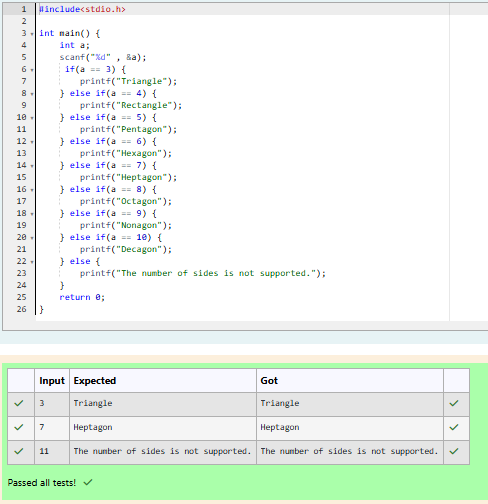 1 #include<stdio.h>
2
3 int main() {
4 int a;
5 scanf("%d" , &a);
6 if(a == 3) {
7 printf("Triangle");
8 } else if(a == 4) {
9 printf("Rectangle");
10 } else if(a == 5) {
11 printf("Pentagon");
12 } else if(a == 6) {
13 printf("Hexagon");
14 } else if(a == 7) {
15 printf("Heptagon");
16 } else if(a == 8) {
17 printf("Octagon");
18 } else if(a == 9) {
19 printf("Nonagon");
20 } else if(a == 10) {
21 printf("Decagon");
22 } else {
23 printf("The number of sides is not supported.");
24 }
25 return 0;
26 }
Input Expected Got
3 Triangle Triangle
7 Heptagon Heptagon
11 The number of sides is not supported. The number of sides is not supported.
Passed all tests!